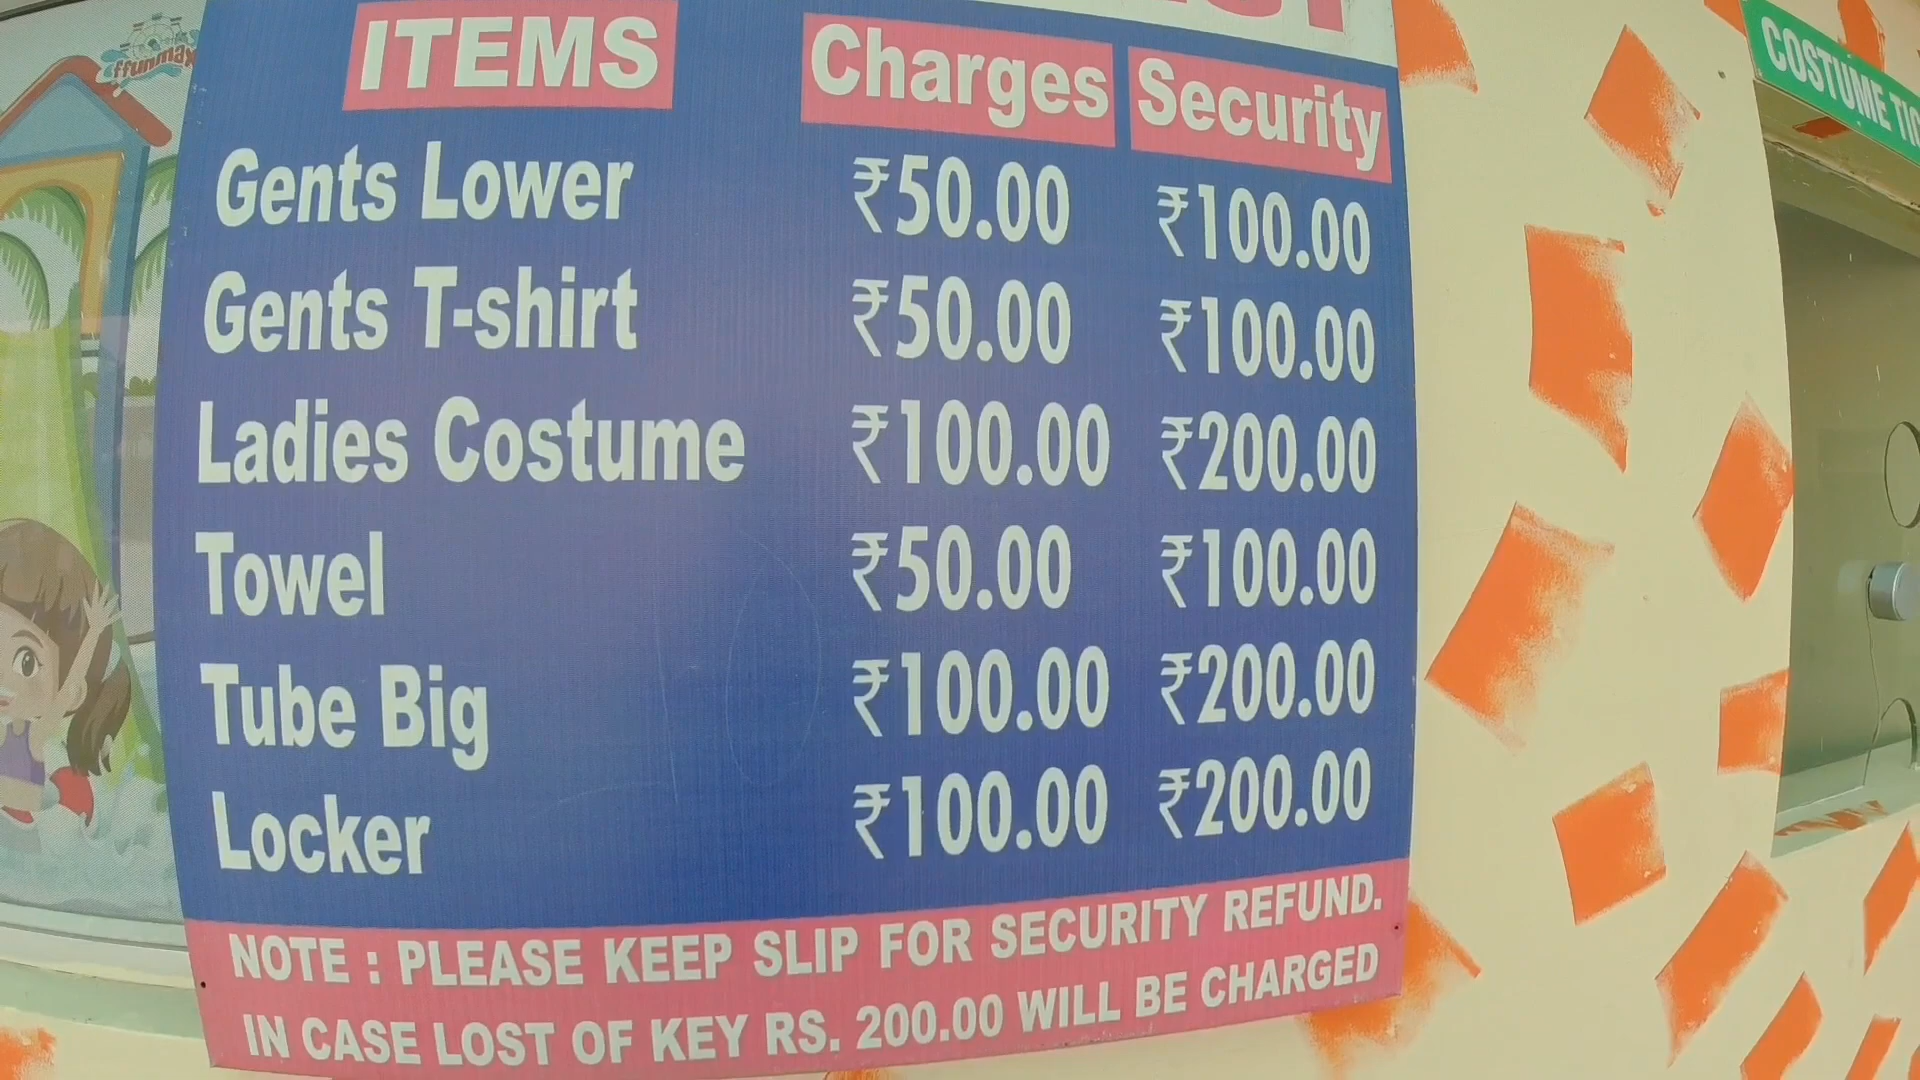 ffunmax
ITEMS Charges Security
Gents Lower ₹50.00 ₹100.00
Gents T-shirt ₹50.00 ₹100.00
Ladies Costume ₹100.00 ₹200.00
Towel ₹50.00 ₹100.00
Tube Big ₹100.00 ₹200.00
Locker ₹100.00 ₹200.00
NOTE : PLEASE KEEP SLIP FOR SECURITY REFUND.
IN CASE LOST OF KEY RS. 200.00 WILL BE CHARGED
COSTUME